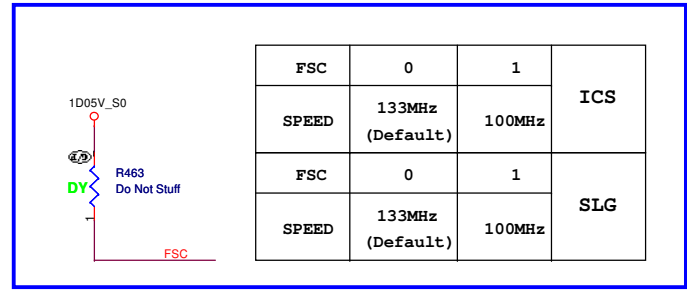 1D05V_S0
R463
DY Do Not Stuff
1
FSC
FSC 0 1 ICS
SPEED 133MHz (Default) 100MHz
FSC 0 1 SLG
SPEED 133MHz (Default) 100MHz